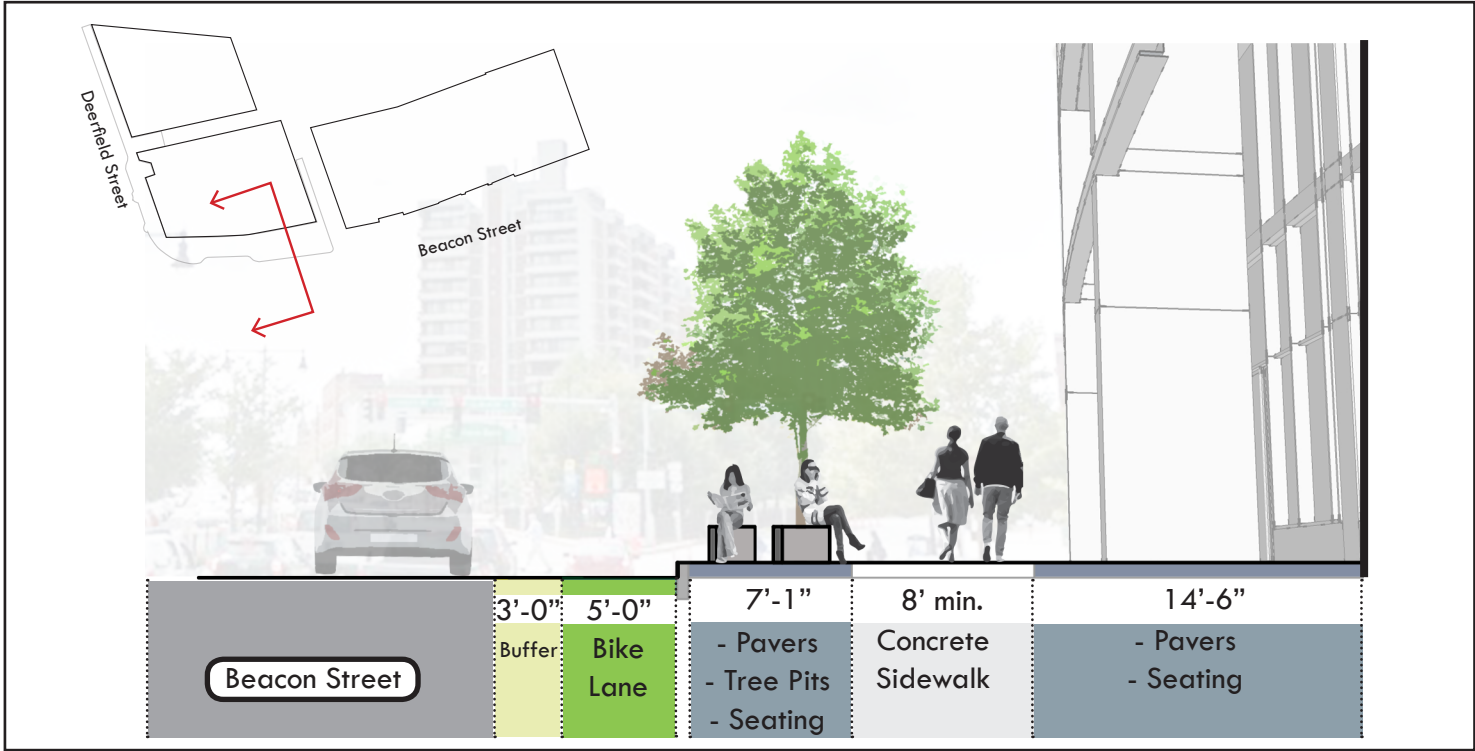 Deerfield Street
Beacon Street
3’-0”
5’-0”
7’-1”
8’ min.
14’-6”
Beacon Street
Buffer
Bike
Lane
- Pavers
- Tree Pits
- Seating
Concrete
Sidewalk
- Pavers
- Seating